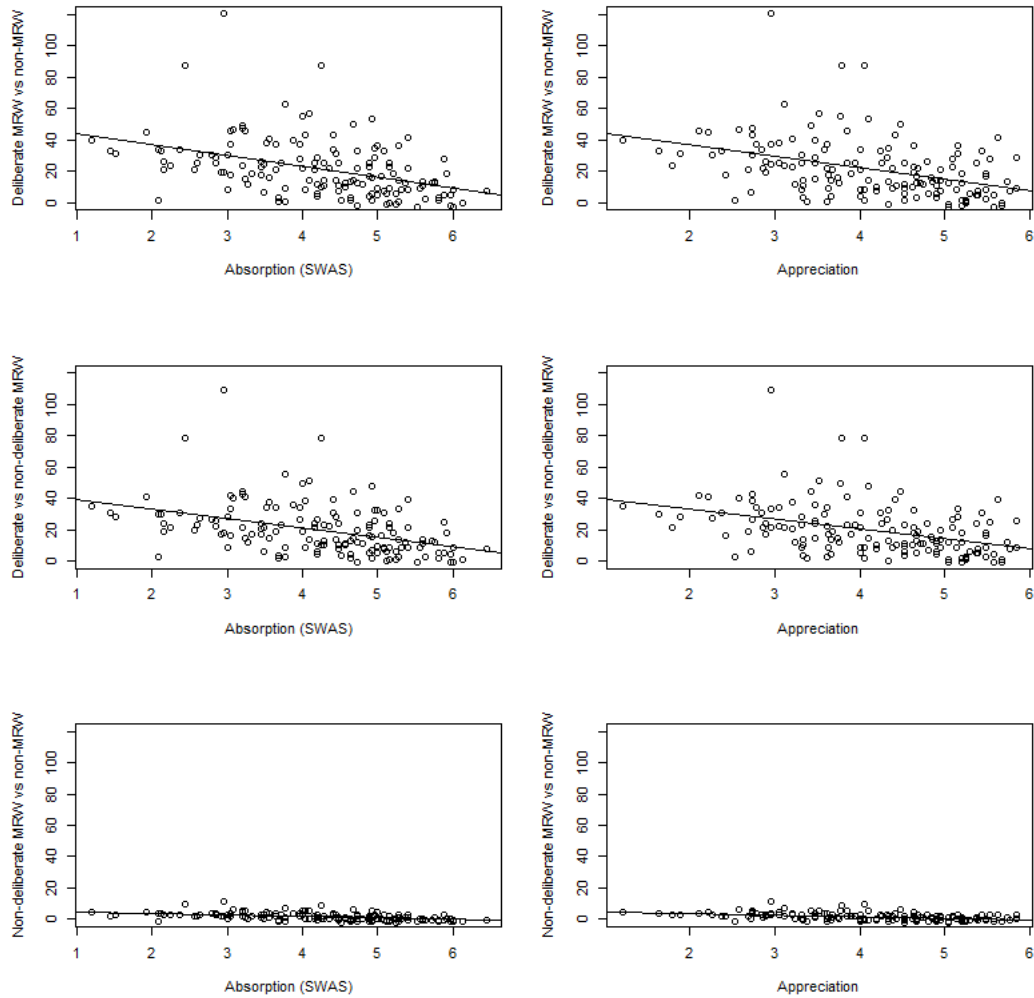 Deliberate MRW vs non-MRW
0 20 40 60 80 100
1 2 3 4 5 6
Absorption (SWAS)
Deliberate MRW vs non-MRW
0 20 40 60 80 100
2 3 4 5 6
Appreciation
Deliberate vs non-deliberate MRW
0 20 40 60 80 100
1 2 3 4 5 6
Absorption (SWAS)
Deliberate vs non-deliberate MRW
0 20 40 60 80 100
2 3 4 5 6
Appreciation
Non-deliberate MRW vs non-MRW
0 20 40 60 80 100
1 2 3 4 5 6
Absorption (SWAS)
Non-deliberate MRW vs non-MRW
0 20 40 60 80 100
2 3 4 5 6
Appreciation